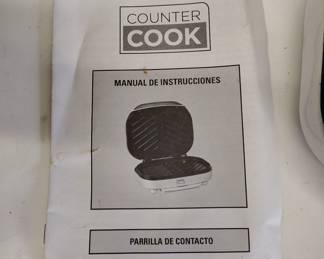 COUNTER
COOK
MANUAL DE INSTRUCCIONES
PARRILLA DE CONTACTO